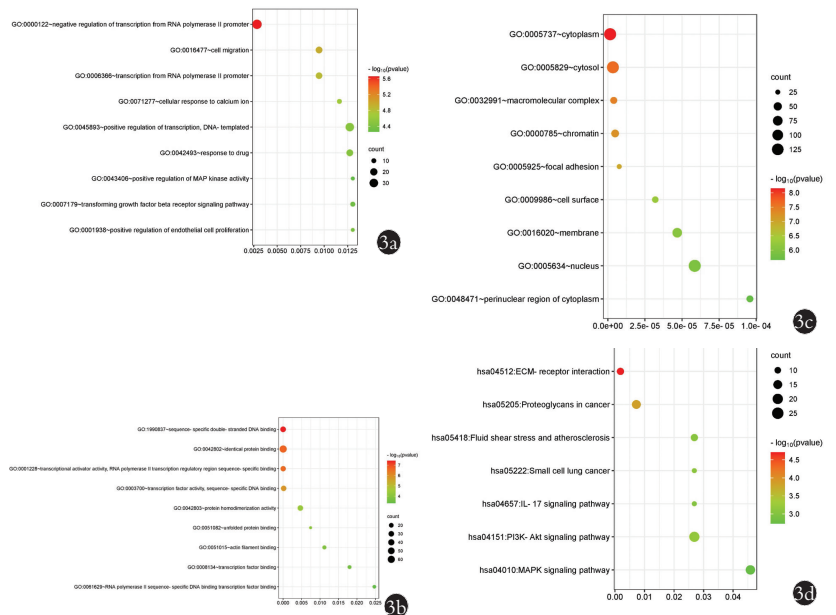 GO:0000122~negative regulation of transcription from RNA polymerase II promoter
GO:0016477~cell migration
GO:0006366~transcription from RNA polymerase II promoter
GO:0071277~cellular response to calcium ion
GO:0045893~positive regulation of transcription, DNA- templated
GO:0042493~response to drug
GO:0043406~positive regulation of MAP kinase activity
GO:0007179~transforming growth factor beta receptor signaling pathway
GO:0001938~positive regulation of endothelial cell proliferation
0.0025 0.0050 0.0075 0.0100 0.0125
- log10(pvalue)
5.6
5.2
4.8
4.4
count
10
20
30
3a
GO:0005737~cytoplasm
GO:0005829~cytosol
GO:0032991~macromolecular complex
GO:0000785~chromatin
GO:0005925~focal adhesion
GO:0009986~cell surface
GO:0016020~membrane
GO:0005634~nucleus
GO:0048471~perinuclear region of cytoplasm
0.0e+00 2.5e- 05 5.0e- 05 7.5e- 05 1.0e- 04
count
25
50
75
100
125
- log10(pvalue)
8.0
7.5
7.0
6.5
6.0
3c
GO:1990837~sequence- specific double- stranded DNA binding
GO:0042802~identical protein binding
GO:0001228~transcriptional activator activity, RNA polymerase II transcription regulatory region sequence- specific binding
GO:0003700~transcription factor activity, sequence- specific DNA binding
GO:0042803~protein homodimerization activity
GO:0051082~unfolded protein binding
GO:0051015~actin filament binding
GO:0008134~transcription factor binding
GO:0061629~RNA polymerase II sequence- specific DNA binding transcription factor binding
0.000 0.005 0.010 0.015 0.020 0.025
- log10(pvalue)
7
6
5
4
count
20
30
40
50
60
3b
hsa04512:ECM- receptor interaction
hsa05205:Proteoglycans in cancer
hsa05418:Fluid shear stress and atherosclerosis
hsa05222:Small cell lung cancer
hsa04657:IL- 17 signaling pathway
hsa04151:PI3K- Akt signaling pathway
hsa04010:MAPK signaling pathway
0.00 0.01 0.02 0.03 0.04
count
10
15
20
25
- log10(pvalue)
4.5
4.0
3.5
3.0
3d